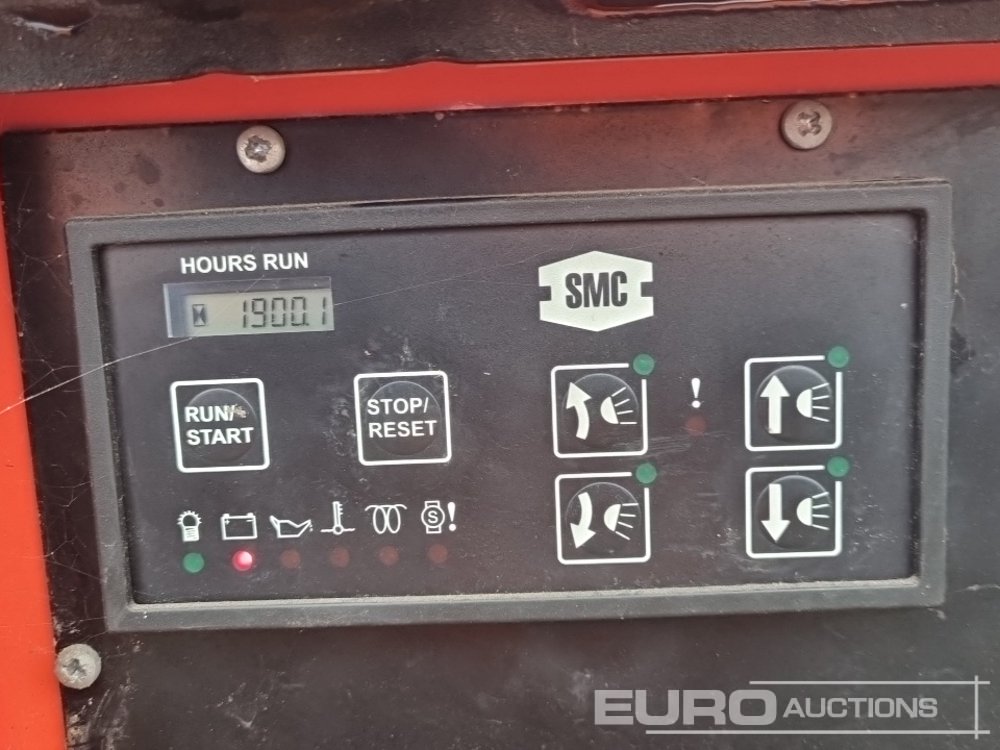 HOURS RUN
1900.1
SMC
RUN/
START
STOP/
RESET
!
S!
EURO AUCTIONS